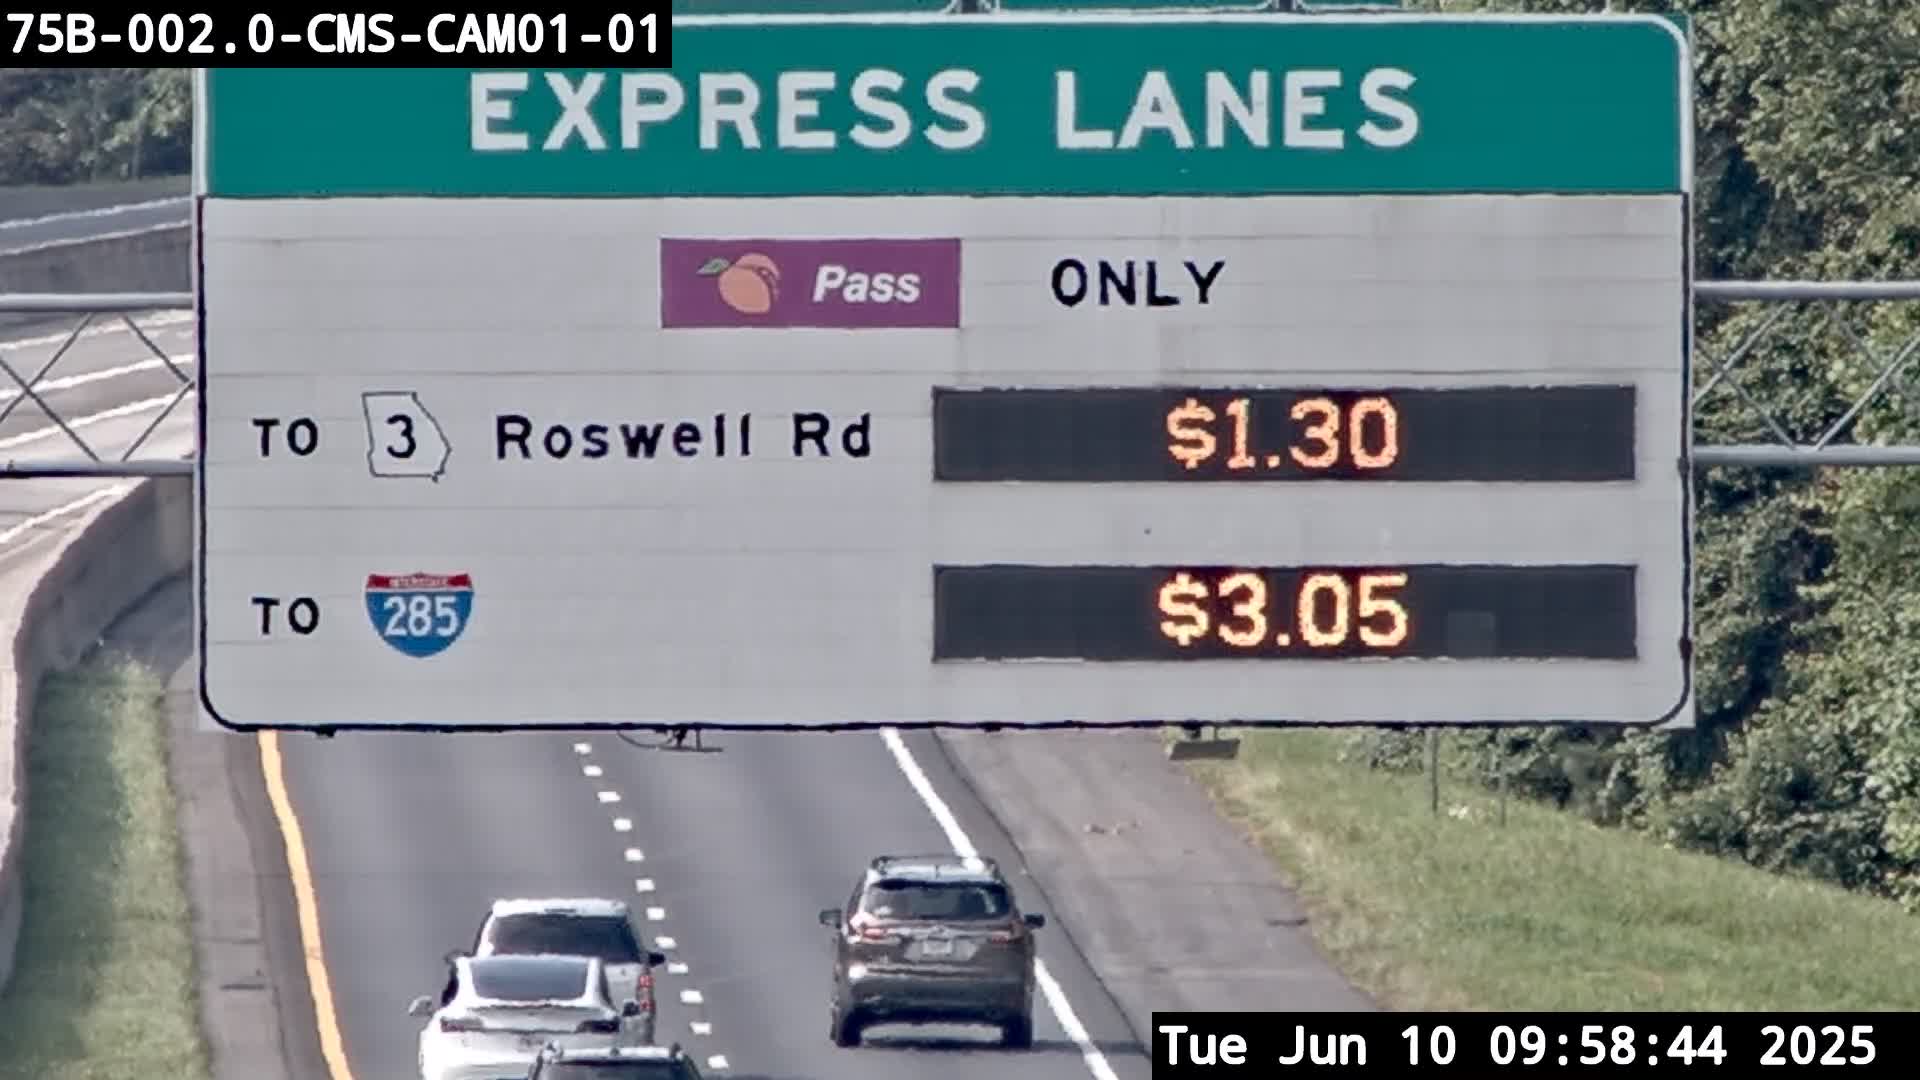 75B-002.0-CMS-CAM01-01
EXPRESS LANES
Pass ONLY
TO 3 Roswell Rd $1.30
TO INTERSTATE 285 $3.05
Tue Jun 10 09:58:44 2025